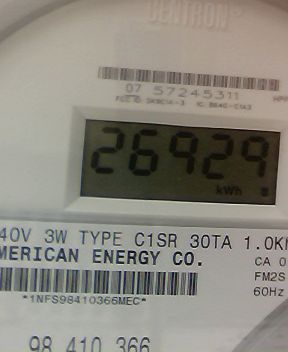 CENTRON®
07 57245311
26929
kWh
40V 3W TYPE C1SR 30TA 1.0K
MERICAN ENERGY CO.
CA 0
FM2S
60Hz
*1NFS98410366MEC*
98 410 366